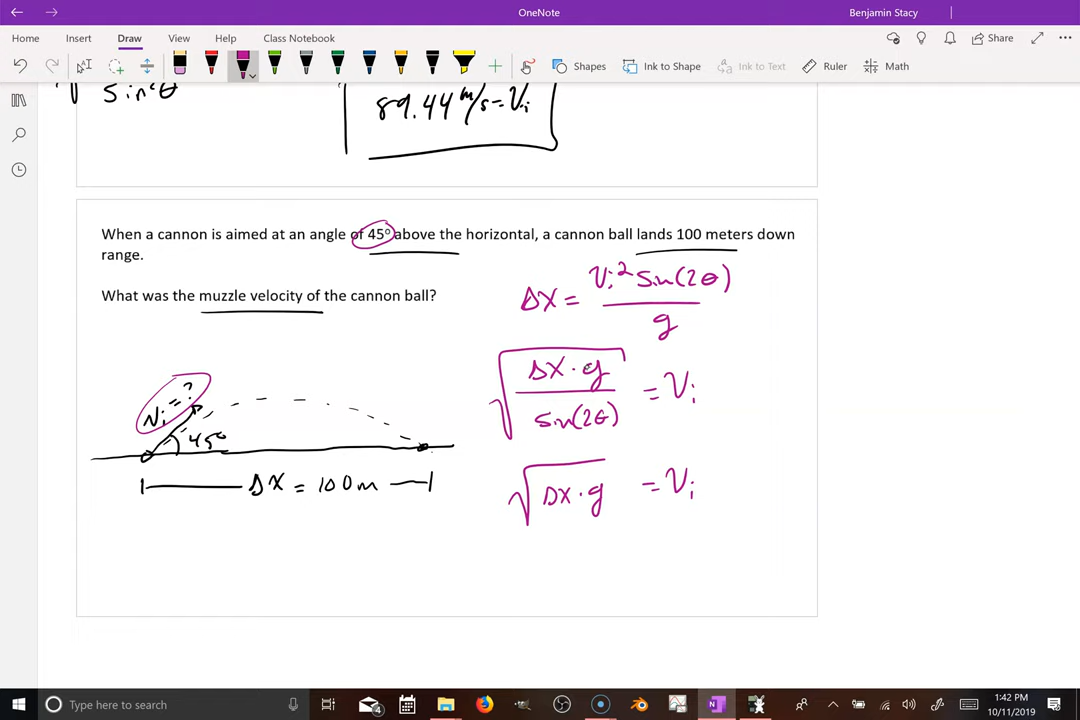 OneNote
Benjamin Stacy
Home Insert Draw View Help Class Notebook Share
Shapes Ink to Shape Ink to Text Ruler Math
sin²θ
89.44 m/s = Vi
When a cannon is aimed at an angle of 45° above the horizontal, a cannon ball lands 100 meters down
range.
What was the muzzle velocity of the cannon ball?
Δx = Vi² sin(2θ)
g
√ Δx · g = Vi
sin(2θ)
Vi = ?
45°
Δx = 100m
√ Δx · g = Vi
Type here to search
4
1:42 PM
10/11/2019